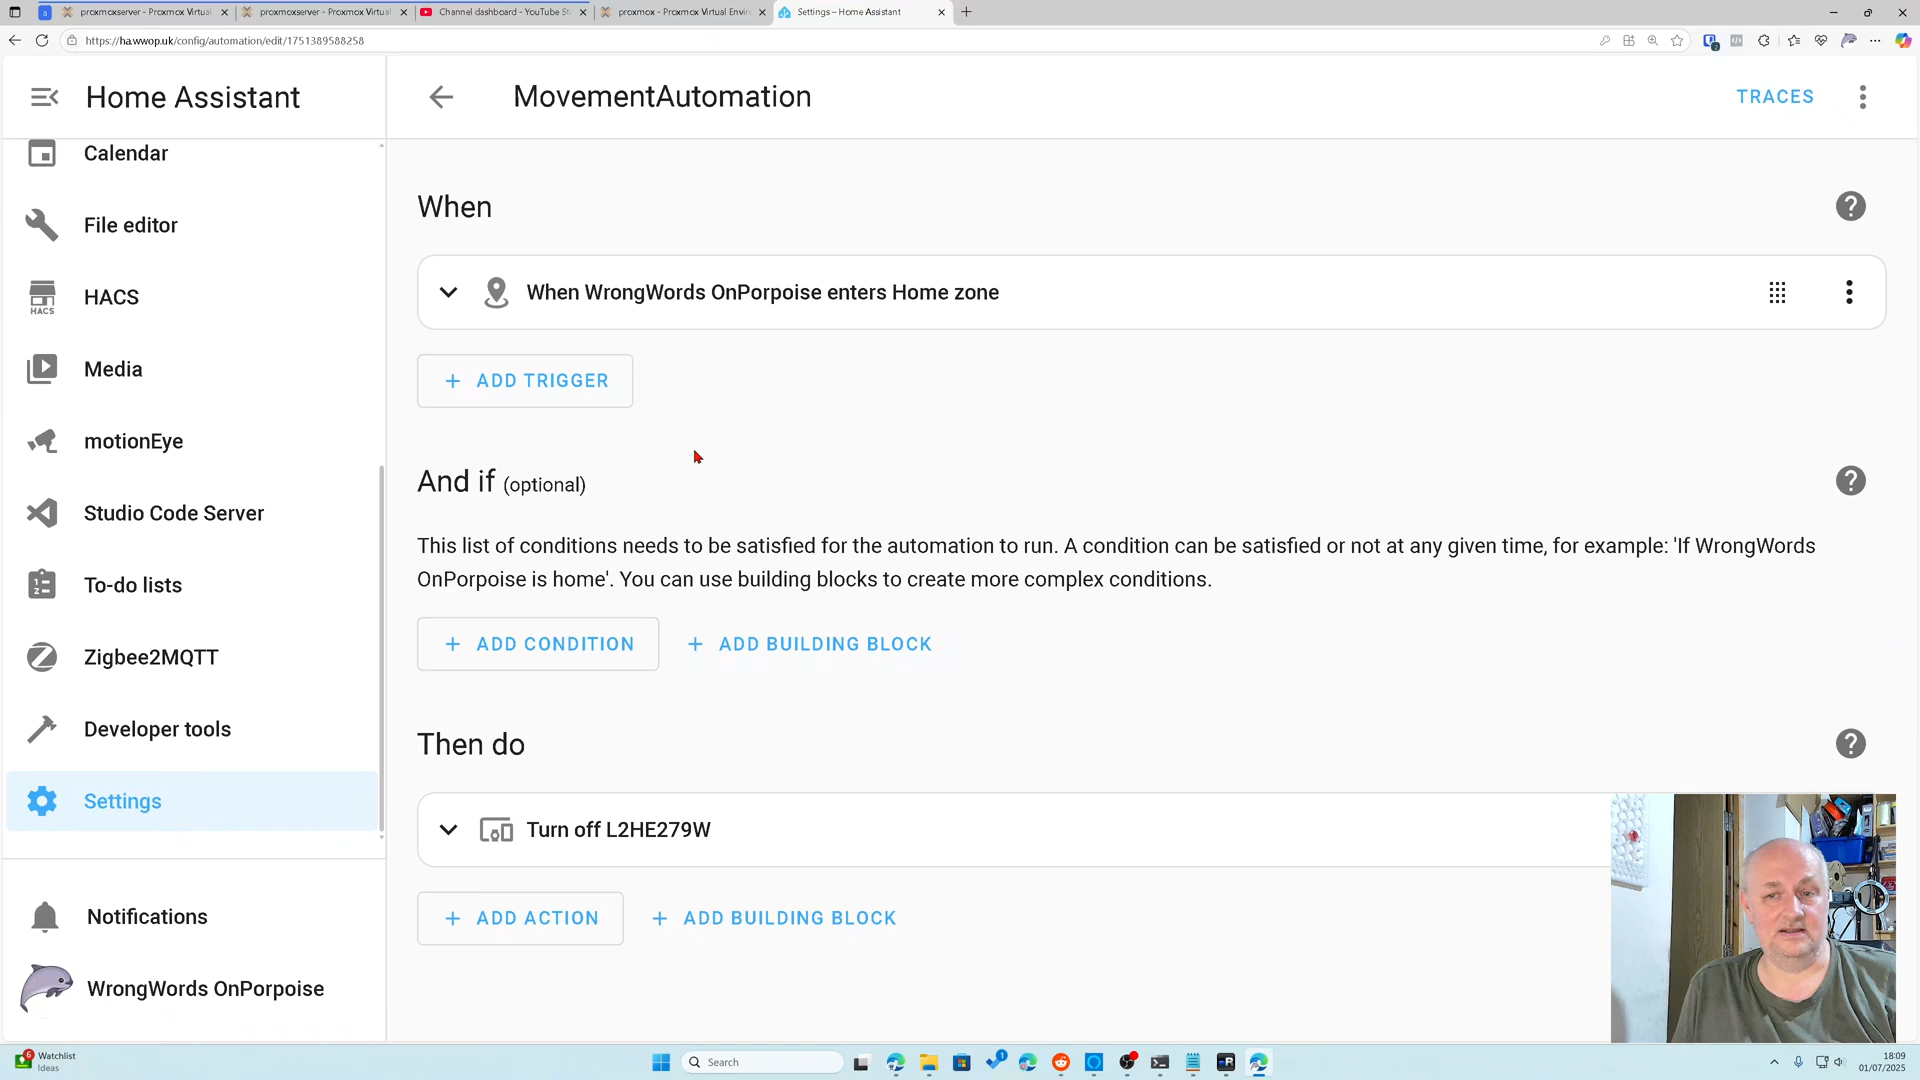 proxmoxserver - Proxmox Virtual
proxmoxserver - Proxmox Virtual
Channel dashboard - YouTube St
proxmox - Proxmox Virtual Envir
Settings – Home Assistant
https://ha.wwop.uk/config/automation/edit/1751389588258
Home Assistant
MovementAutomation
TRACES
Calendar
File editor
HACS
HACS
Media
motionEye
Studio Code Server
To-do lists
Zigbee2MQTT
Developer tools
Settings
Notifications
WrongWords OnPorpoise
When
When WrongWords OnPorpoise enters Home zone
+ ADD TRIGGER
And if (optional)
This list of conditions needs to be satisfied for the automation to run. A condition can be satisfied or not at any given time, for example: 'If WrongWords
OnPorpoise is home'. You can use building blocks to create more complex conditions.
+ ADD CONDITION
+ ADD BUILDING BLOCK
Then do
Turn off L2HE279W
+ ADD ACTION
+ ADD BUILDING BLOCK
6
Watchlist
Ideas
Search
1
18:09
01/07/2025